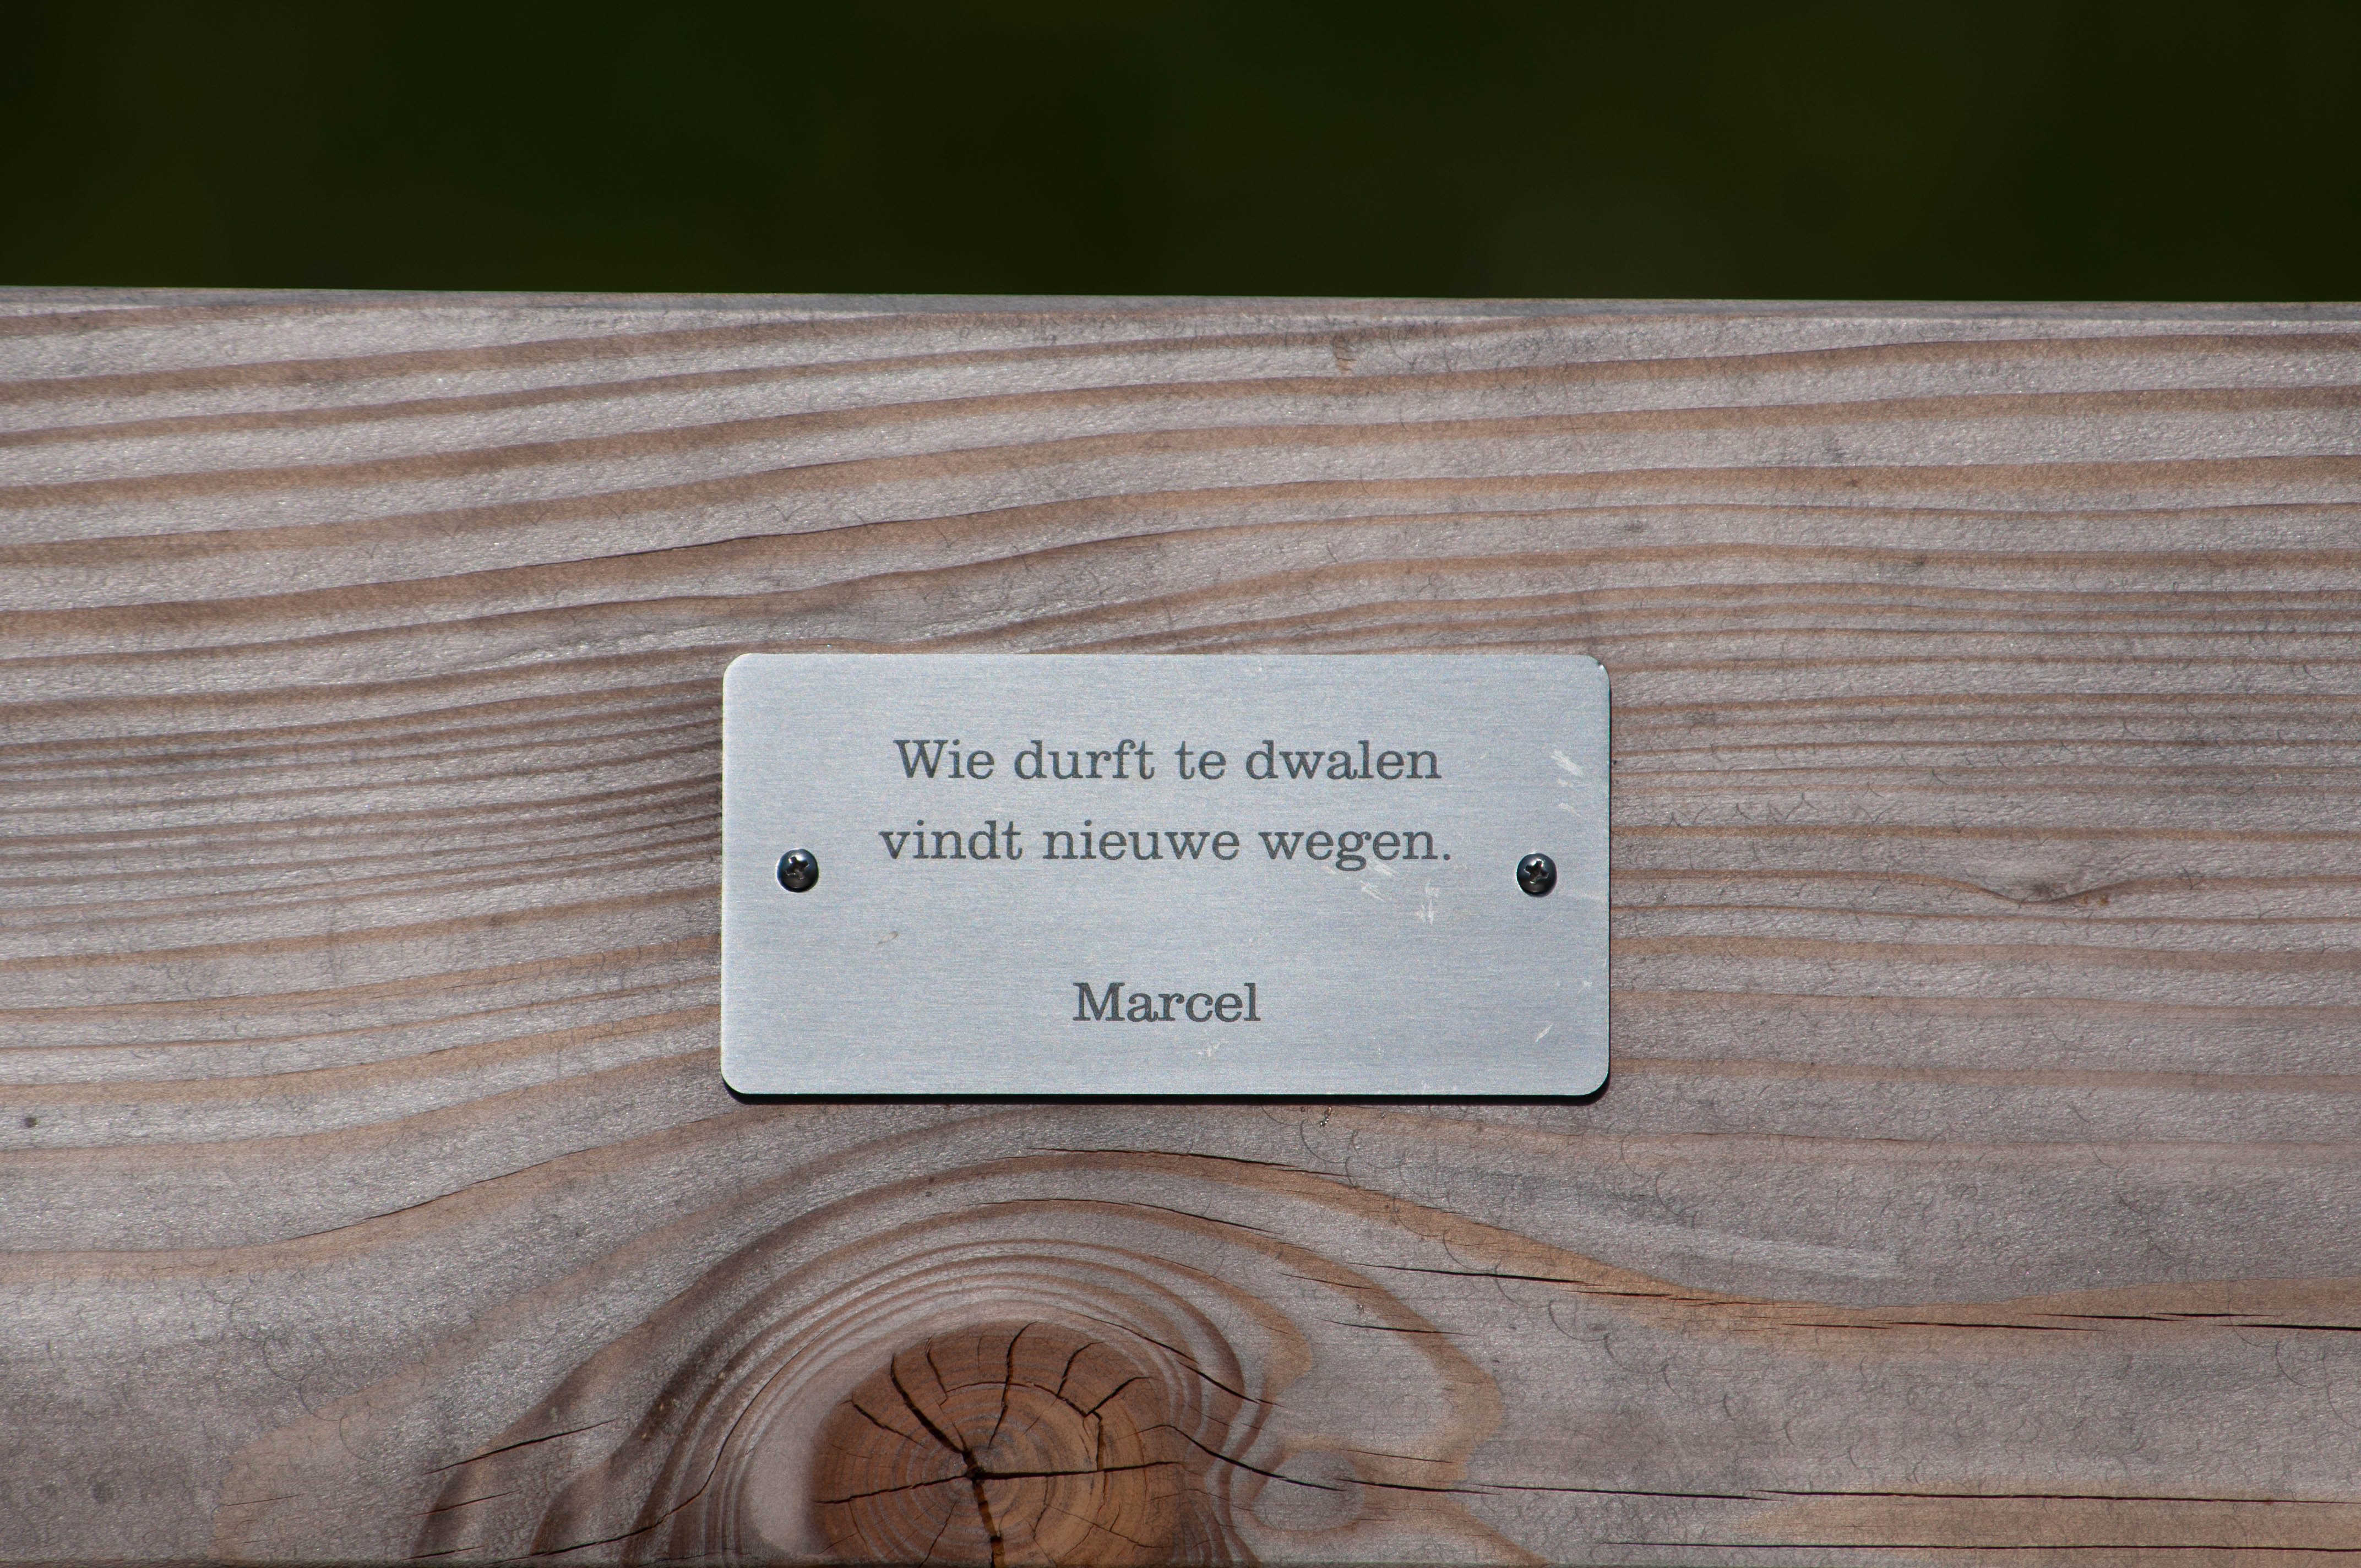 Wie durft te dwalen
vindt nieuwe wegen.
Marcel